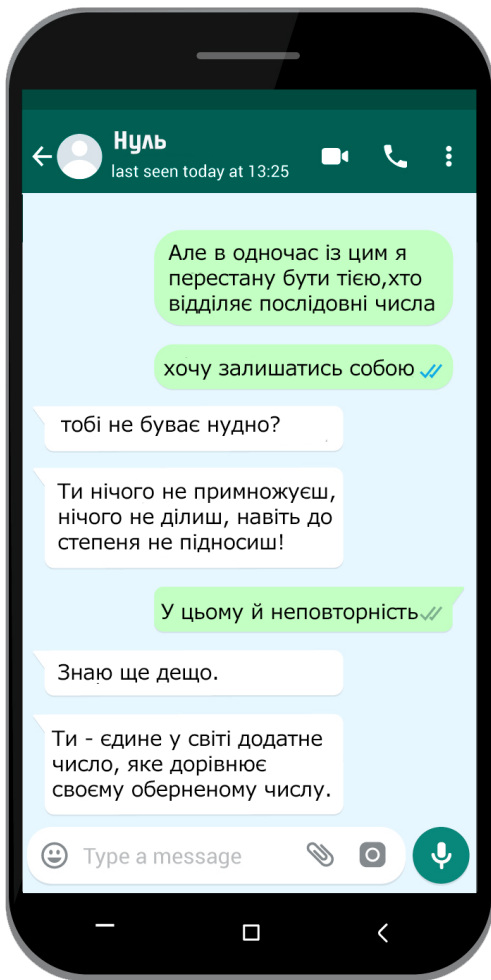 Нуль
last seen today at 13:25
Але в одночас із цим я
перестану бути тією,хто
відділяє послідовні числа
хочу залишатись собою
тобі не буває нудно?
Ти нічого не примножуєш,
нічого не ділиш, навіть до
степеня не підносиш!
У цьому й неповторність
Знаю ще дещо.
Ти - єдине у світі додатне
число, яке дорівнює
своєму оберненому числу.
Type a message